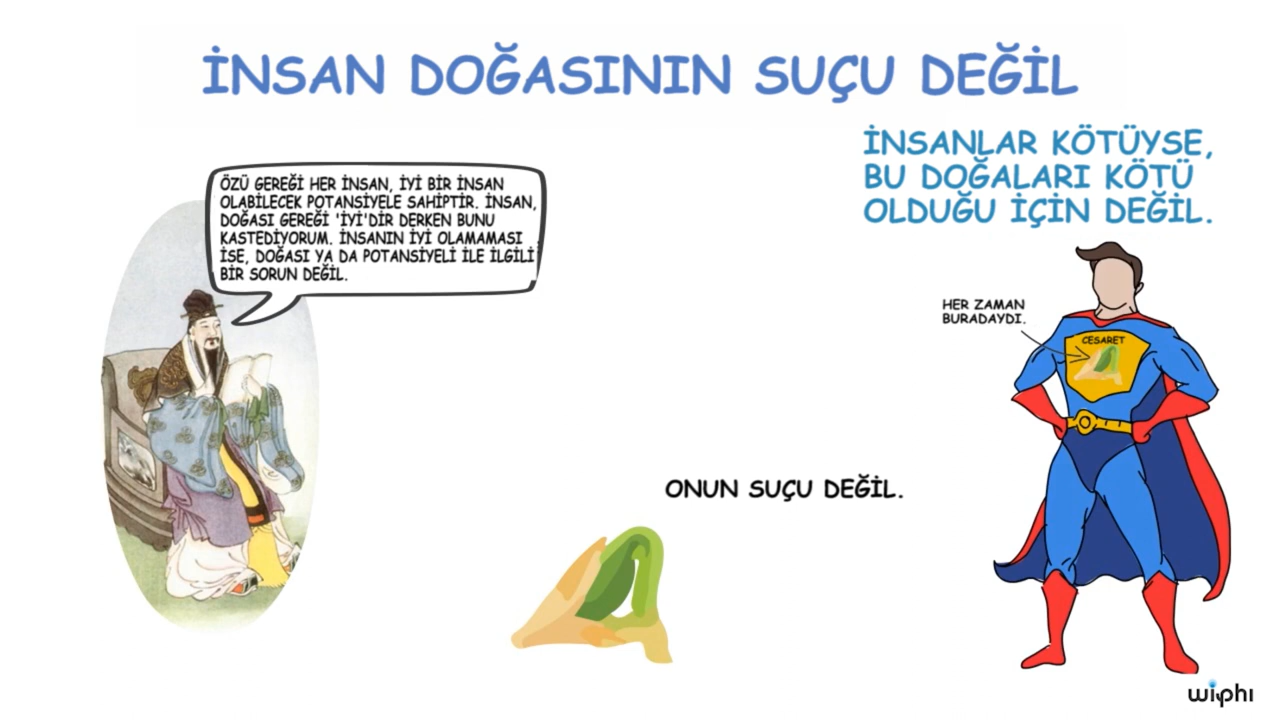 İNSAN DOĞASININ SUÇU DEĞİL
İNSANLAR KÖTÜYSE,
BU DOĞALARI KÖTÜ
OLDUĞU İÇİN DEĞİL.
ÖZÜ GEREĞİ HER İNSAN, İYİ BİR İNSAN
OLABİLECEK POTANSİYELE SAHİPTİR. İNSAN,
DOĞASI GEREĞİ 'İYİ'DİR DERKEN BUNU
KASTEDİYORUM. İNSANIN İYİ OLAMAMASI
İSE, DOĞASI YA DA POTANSİYELİ İLE İLGİLİ
BİR SORUN DEĞİL.
HER ZAMAN
BURADAYDI.
CESARET
ONUN SUÇU DEĞİL.
wiphi